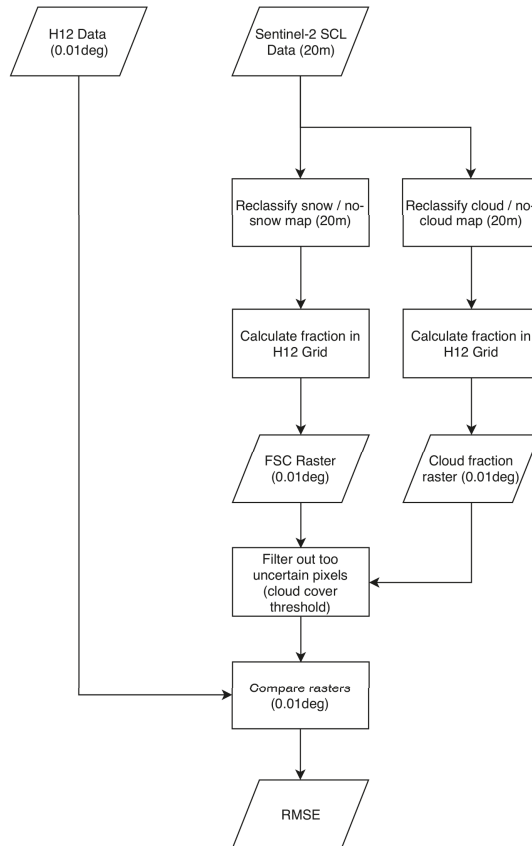 H12 Data
(0.01deg)
Sentinel-2 SCL
Data (20m)
Reclassify snow / no-
snow map (20m)
Reclassify cloud / no-
cloud map (20m)
Calculate fraction in
H12 Grid
Calculate fraction in
H12 Grid
FSC Raster
(0.01deg)
Cloud fraction
raster (0.01deg)
Filter out too
uncertain pixels
(cloud cover
threshold)
Compare rasters
(0.01deg)
RMSE